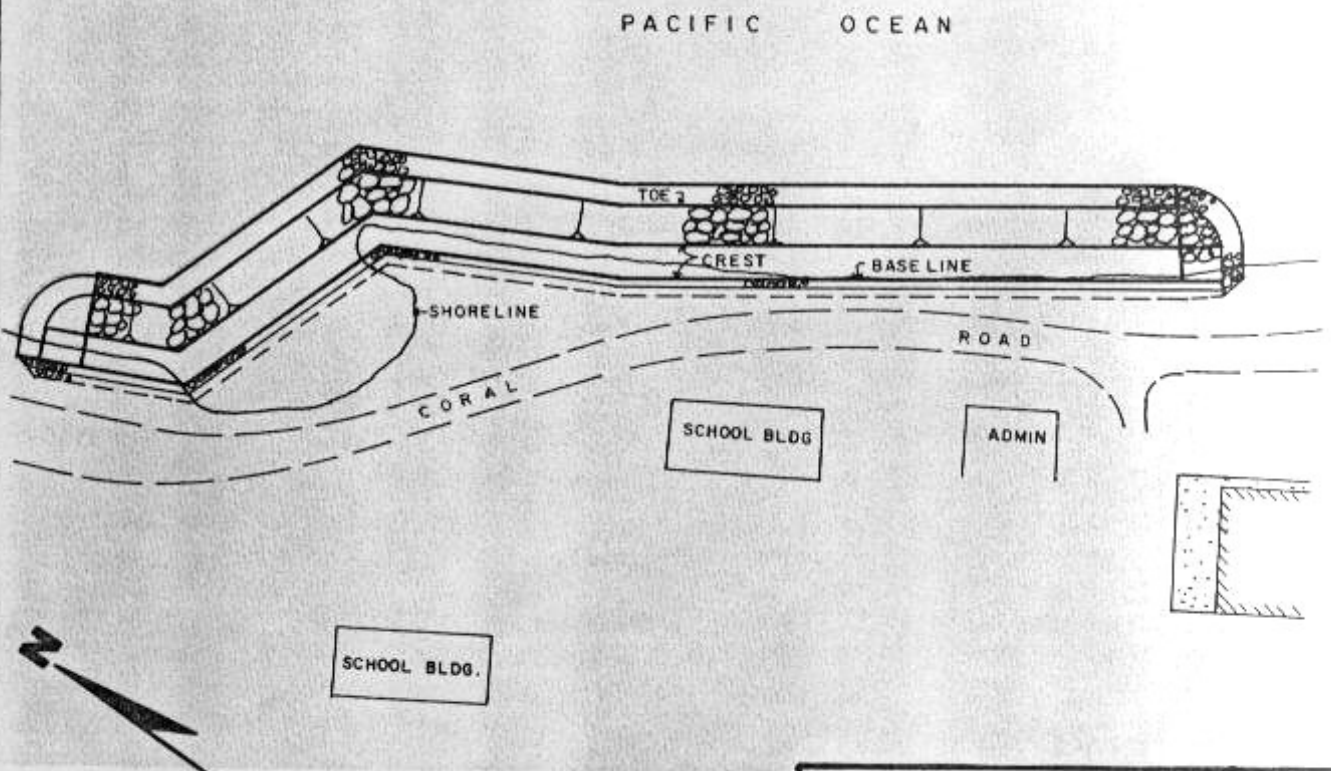 PACIFIC OCEAN
TOE
CREST
BASE LINE
SHORELINE
CORAL ROAD
SCHOOL BLDG
ADMIN
SCHOOL BLDG.
N